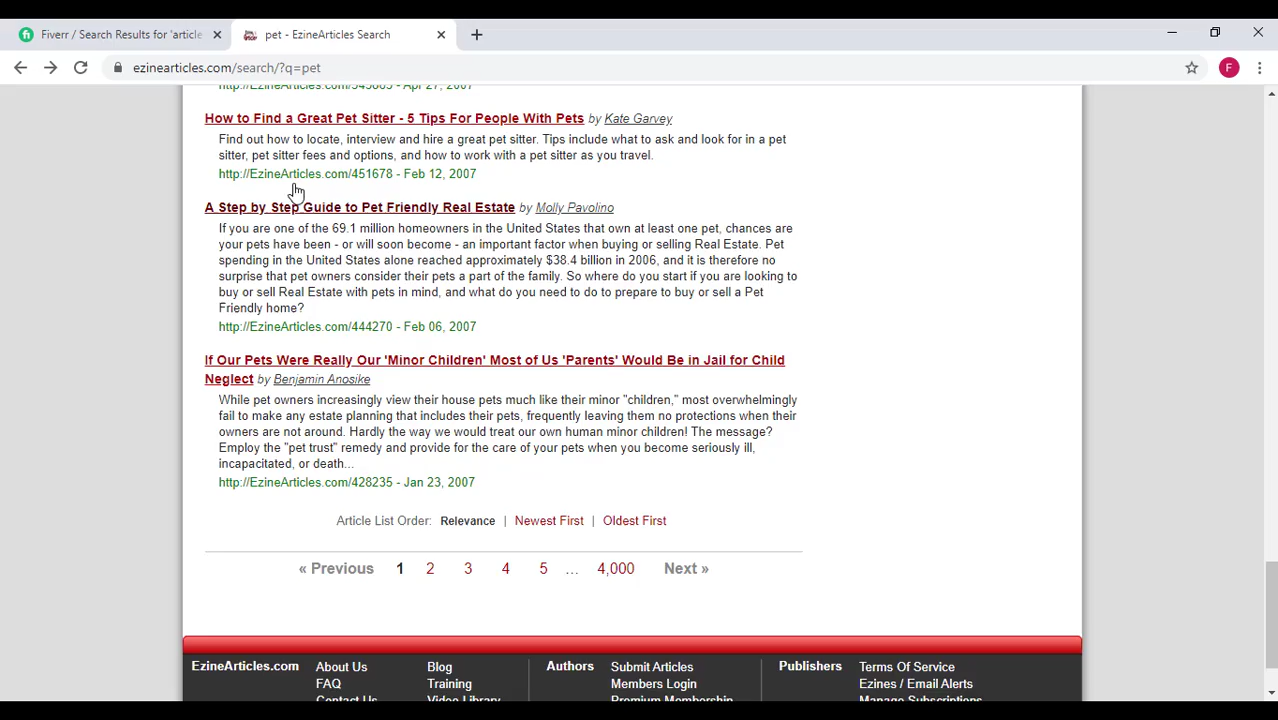 Fiverr / Search Results for 'article
pet - EzineArticles Search
ezinearticles.com/search/?q=pet
F
http://EzineArticles.com/545665 - Apr 27, 2007
How to Find a Great Pet Sitter - 5 Tips For People With Pets by Kate Garvey
Find out how to locate, interview and hire a great pet sitter. Tips include what to ask and look for in a pet
sitter, pet sitter fees and options, and how to work with a pet sitter as you travel.
http://EzineArticles.com/451678 - Feb 12, 2007
A Step by Step Guide to Pet Friendly Real Estate by Molly Pavolino
If you are one of the 69.1 million homeowners in the United States that own at least one pet, chances are
your pets have been - or will soon become - an important factor when buying or selling Real Estate. Pet
spending in the United States alone reached approximately $38.4 billion in 2006, and it is therefore no
surprise that pet owners consider their pets a part of the family. So where do you start if you are looking to
buy or sell Real Estate with pets in mind, and what do you need to do to prepare to buy or sell a Pet
Friendly home?
http://EzineArticles.com/444270 - Feb 06, 2007
If Our Pets Were Really Our 'Minor Children' Most of Us 'Parents' Would Be in Jail for Child
Neglect by Benjamin Anosike
While pet owners increasingly view their house pets much like their minor "children," most overwhelmingly
fail to make any estate planning that includes their pets, frequently leaving them no protections when their
owners are not around. Hardly the way we would treat our own human minor children! The message?
Employ the "pet trust" remedy and provide for the care of your pets when you become seriously ill,
incapacitated, or death...
http://EzineArticles.com/428235 - Jan 23, 2007
Article List Order: Relevance | Newest First | Oldest First
« Previous 1 2 3 4 5 ... 4,000 Next »
EzineArticles.com About Us Blog Authors Submit Articles Publishers Terms Of Service
FAQ Training Members Login Ezines / Email Alerts
Contact Us Video Library Premium Membership Manage Subscriptions